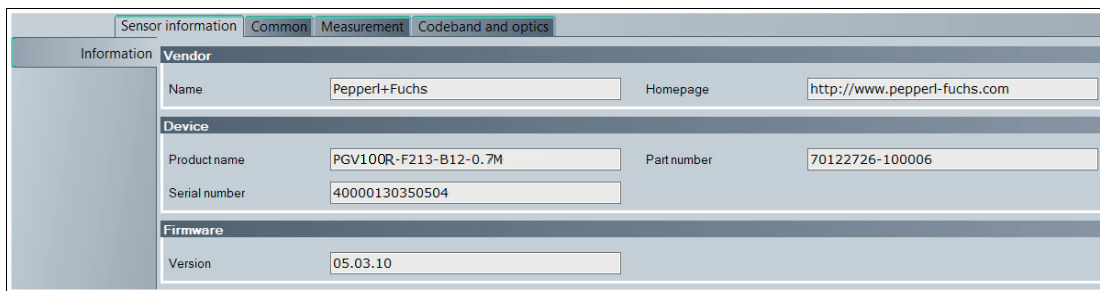 Sensor information Common Measurement Codeband and optics
Information
Vendor
Name Pepperl+Fuchs Homepage http://www.pepperl-fuchs.com
Device
Product name PGV100R-F213-B12-0.7M Part number 70122726-100006
Serial number 40000130350504
Firmware
Version 05.03.10